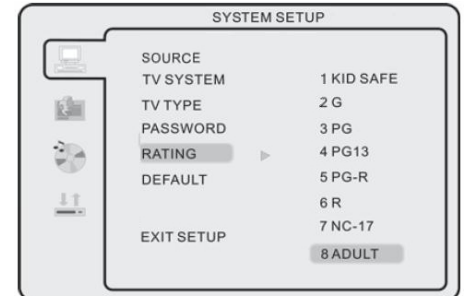 SYSTEM SETUP
SOURCE
TV SYSTEM
TV TYPE
PASSWORD
RATING
DEFAULT
EXIT SETUP
1 KID SAFE
2 G
3 PG
4 PG13
5 PG-R
6 R
7 NC-17
8 ADULT